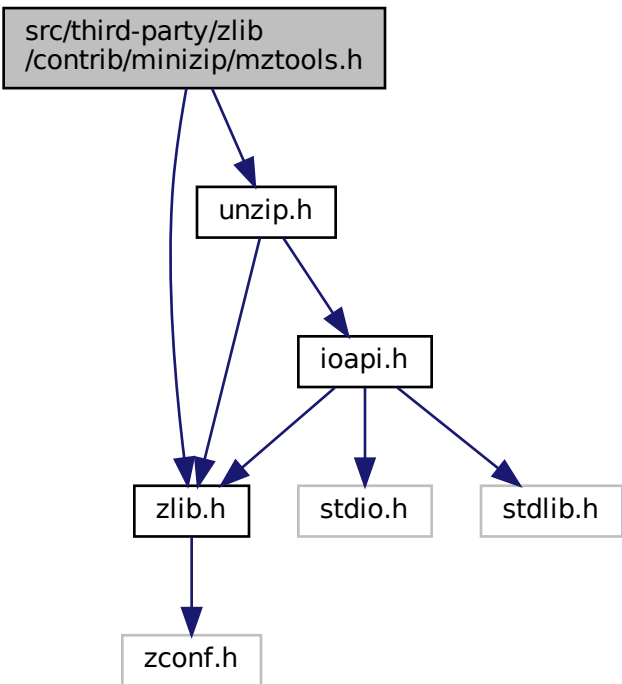 src/third-party/zlib
/contrib/minizip/mztools.h
unzip.h
ioapi.h
zlib.h
stdio.h
stdlib.h
zconf.h